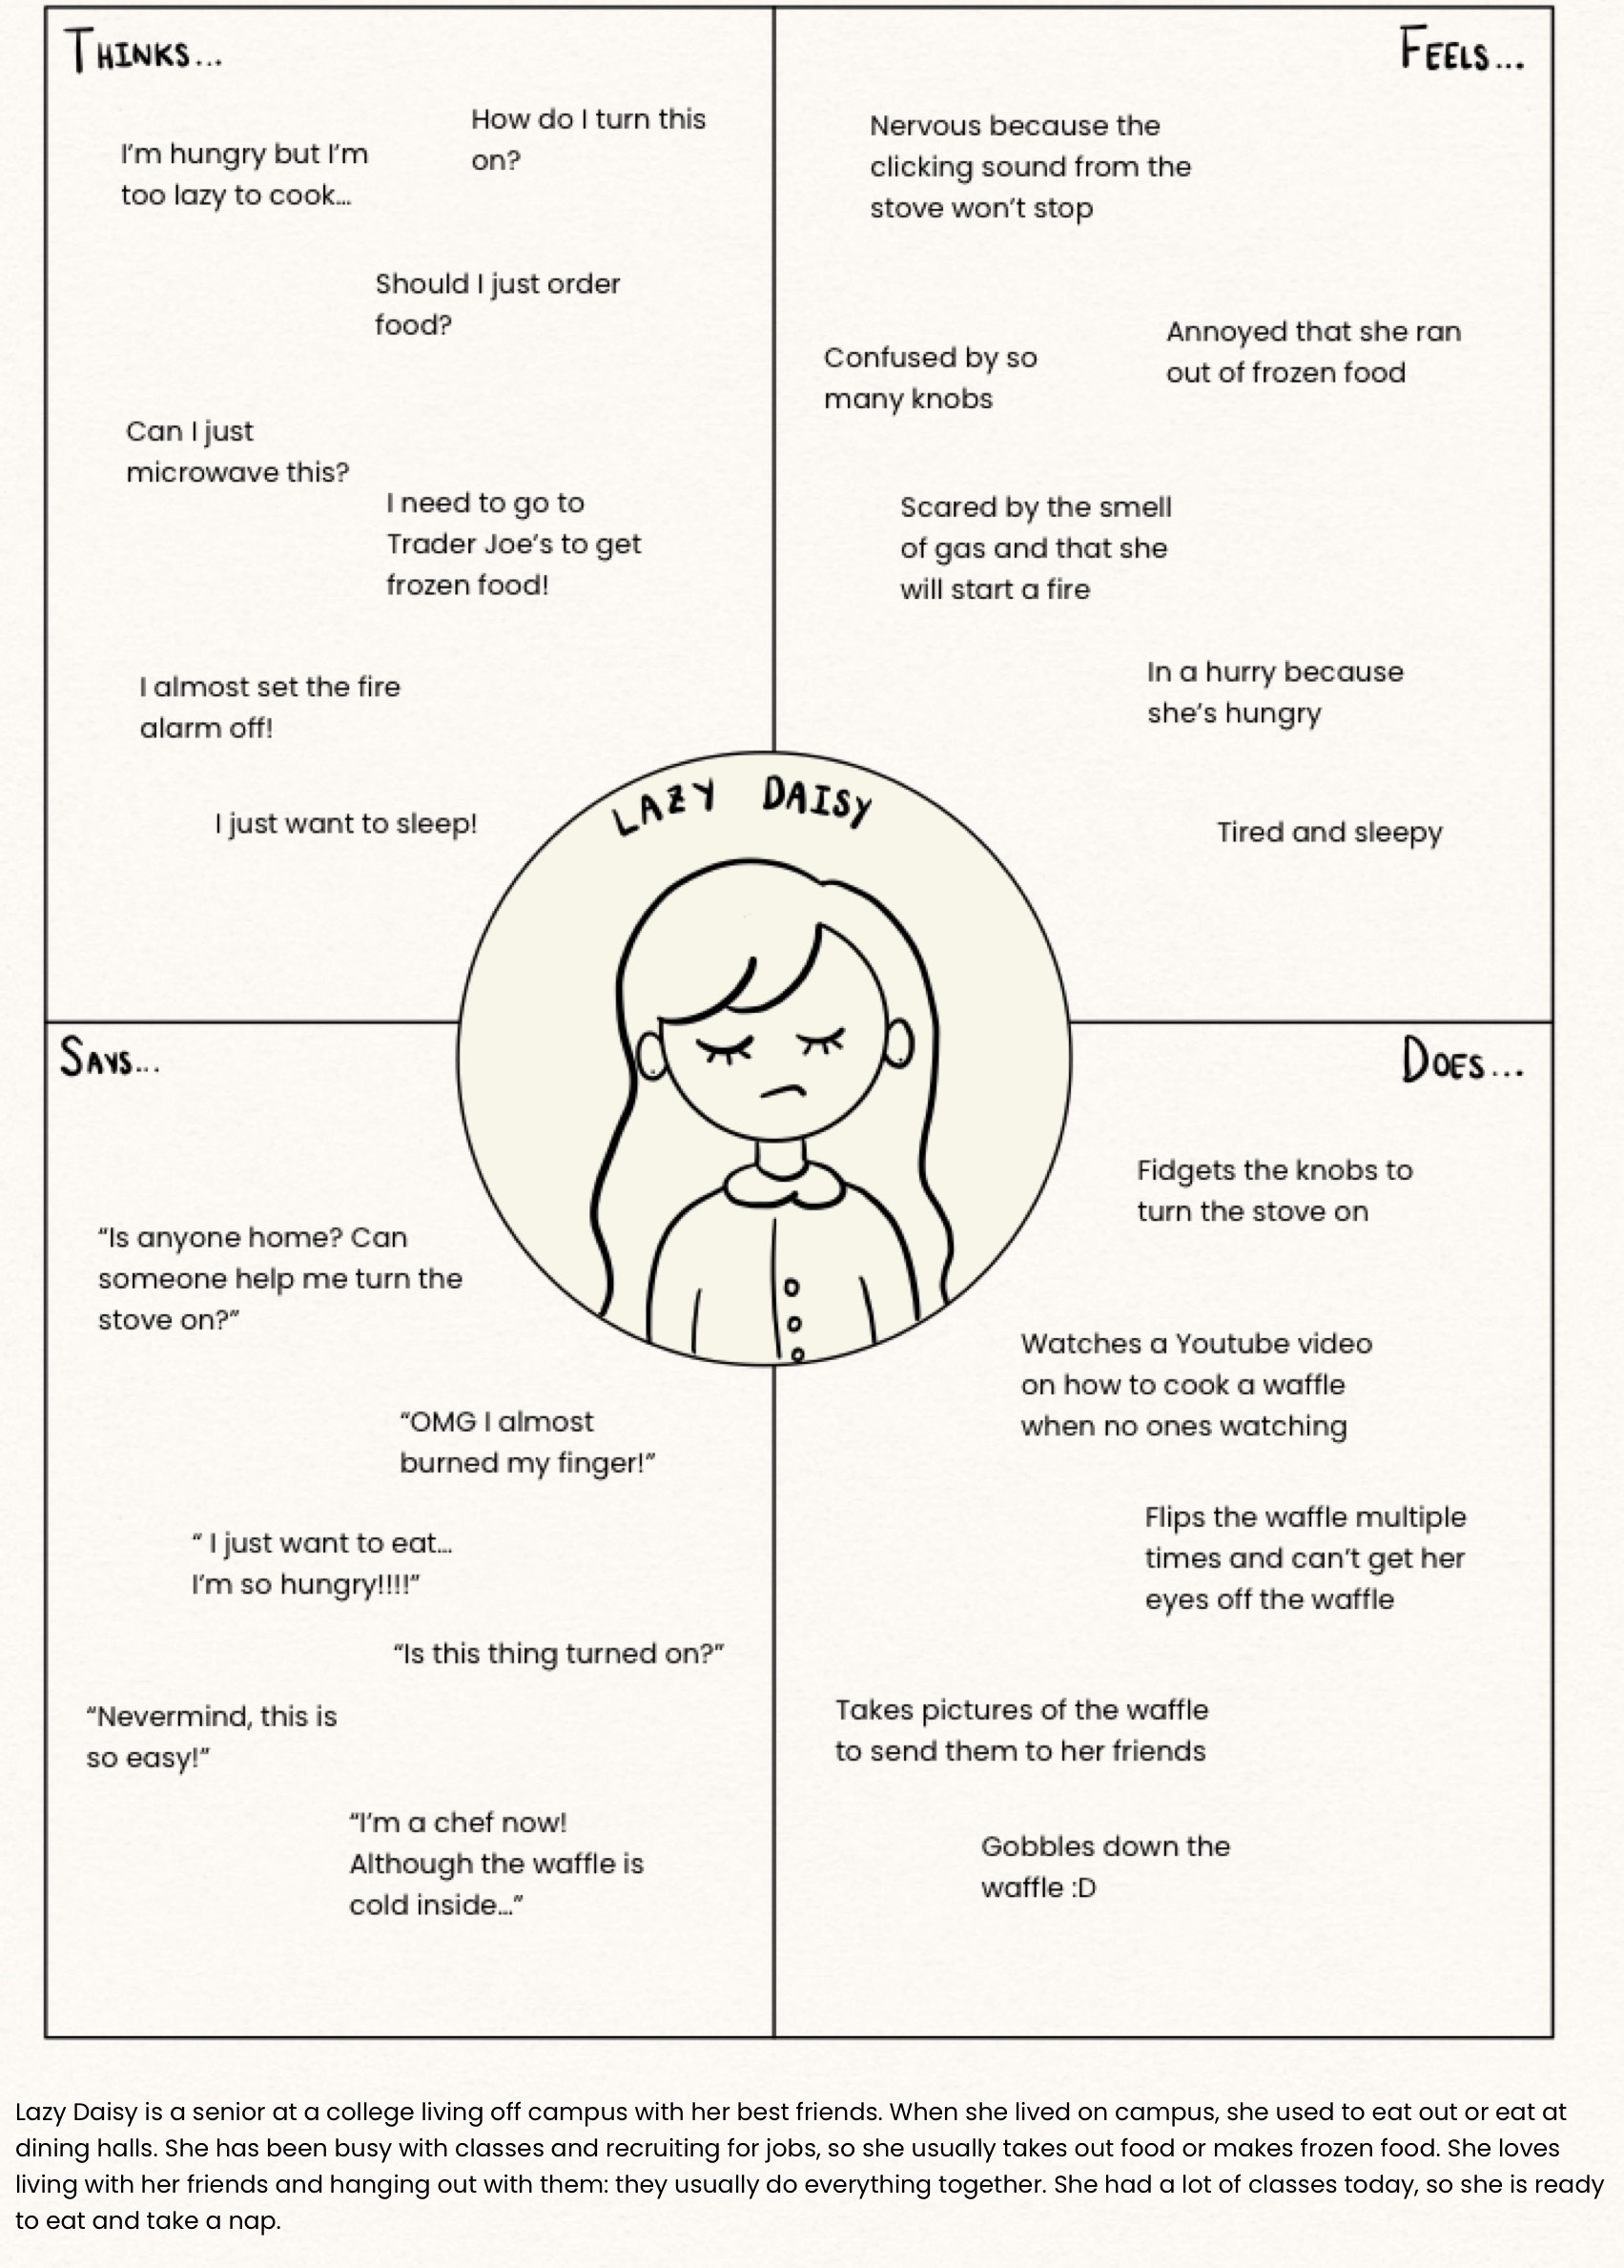 THINKS...
How do I turn this
on?
I'm hungry but I'm
too lazy to cook...
Should I just order
food?
Can I just
microwave this?
I need to go to
Trader Joe's to get
frozen food!
I almost set the fire
alarm off!
I just want to sleep!
FEELS...
Nervous because the
clicking sound from the
stove won't stop
Annoyed that she ran
out of frozen food
Confused by so
many knobs
Scared by the smell
of gas and that she
will start a fire
In a hurry because
she's hungry
Tired and sleepy
LAZY DAISY
SAYS...
“Is anyone home? Can
someone help me turn the
stove on?”
“OMG I almost
burned my finger!”
“ I just want to eat...
I'm so hungry!!!!”
“Is this thing turned on?”
“Nevermind, this is
so easy!”
“I'm a chef now!
Although the waffle is
cold inside...”
DOES...
Fidgets the knobs to
turn the stove on
Watches a Youtube video
on how to cook a waffle
when no ones watching
Flips the waffle multiple
times and can't get her
eyes off the waffle
Takes pictures of the waffle
to send them to her friends
Gobbles down the
waffle :D
Lazy Daisy is a senior at a college living off campus with her best friends. When she lived on campus, she used to eat out or eat at
dining halls. She has been busy with classes and recruiting for jobs, so she usually takes out food or makes frozen food. She loves
living with her friends and hanging out with them: they usually do everything together. She had a lot of classes today, so she is ready
to eat and take a nap.